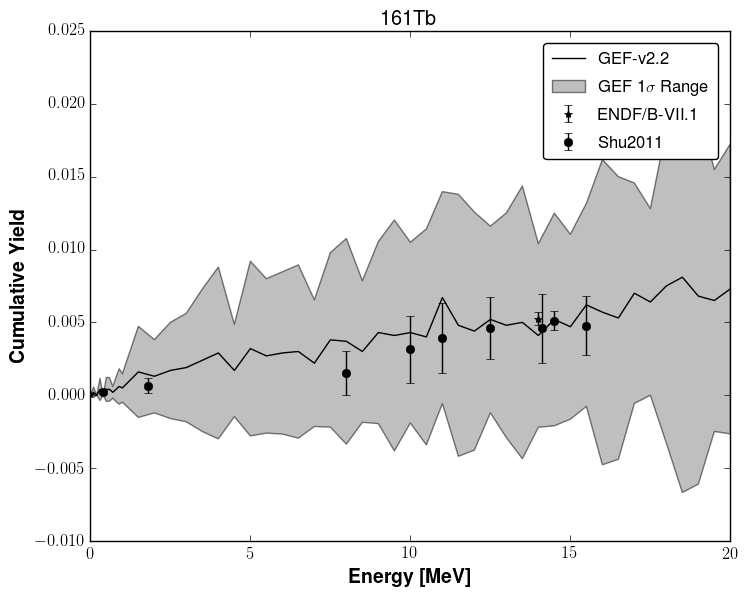 161Tb
0.025
0.020
0.015
0.010
0.005
0.000
−0.005
−0.010
Cumulative Yield
GEF-v2.2
GEF 1σ Range
ENDF/B-VII.1
Shu2011
0 5 10 15 20
Energy [MeV]